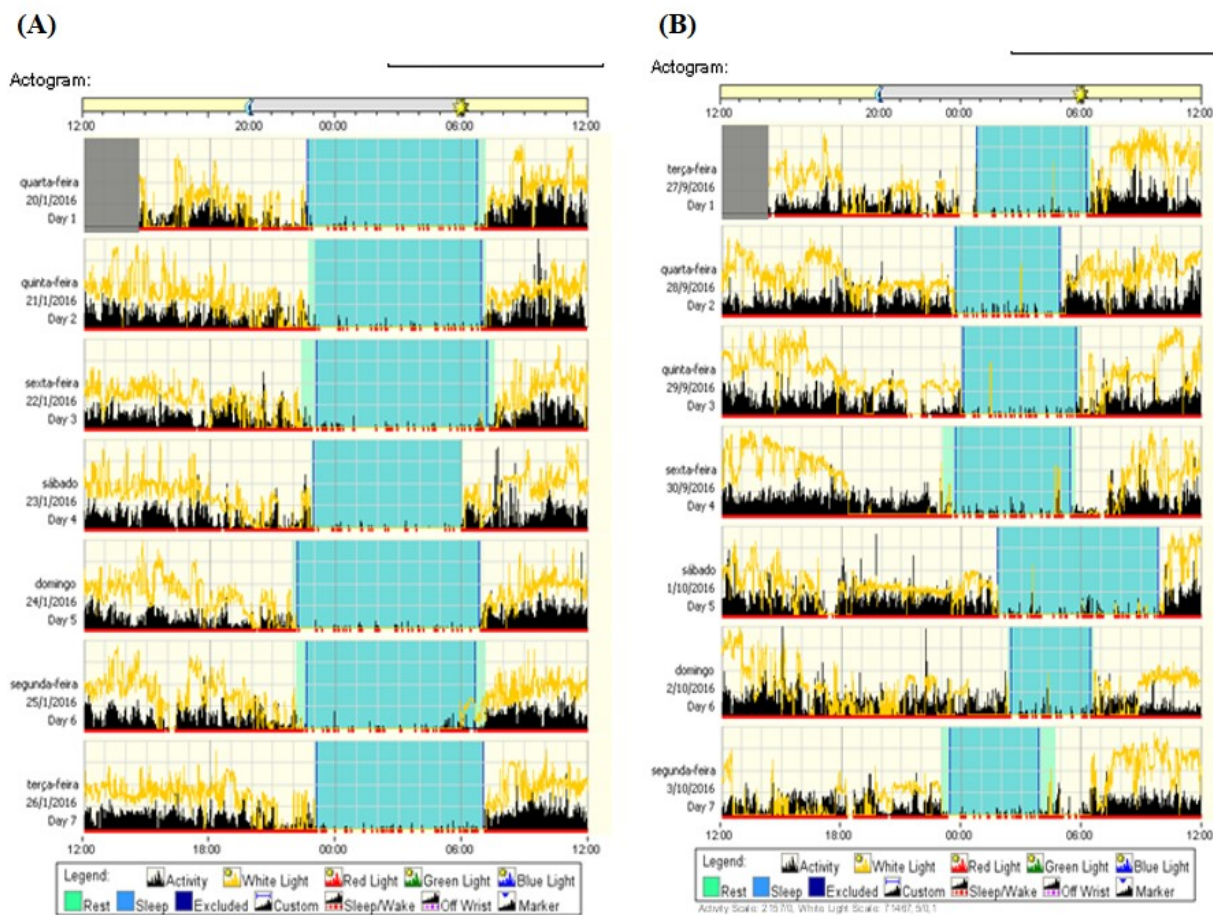 (A)
Actogram:
12:00 20:00 00:00 06:00 12:00
quarta-feira
20/1/2016
Day 1
quinta-feira
21/1/2016
Day 2
sexta-feira
22/1/2016
Day 3
sábado
23/1/2016
Day 4
domingo
24/1/2016
Day 5
segunda-feira
25/1/2016
Day 6
terça-feira
26/1/2016
Day 7
12:00 18:00 00:00 06:00 12:00
Legend: Activity White Light Red Light Green Light Blue Light
Rest Sleep Excluded Custom Sleep/Wake Off Wrist Marker
(B)
Actogram:
12:00 20:00 00:00 06:00 12:00
terça-feira
27/9/2016
Day 1
quarta-feira
28/9/2016
Day 2
quinta-feira
29/9/2016
Day 3
sexta-feira
30/9/2016
Day 4
sábado
1/10/2016
Day 5
domingo
2/10/2016
Day 6
segunda-feira
3/10/2016
Day 7
12:00 18:00 00:00 06:00 12:00
Legend: Activity White Light Red Light Green Light Blue Light
Rest Sleep Excluded Custom Sleep/Wake Off Wrist Marker
Activity Scale: White Light Scale: